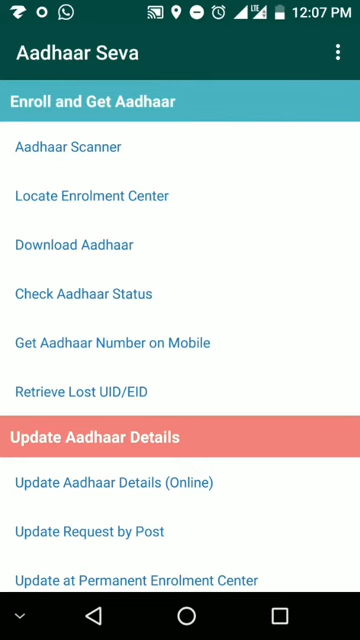 LTE 12:07 PM
Aadhaar Seva
Enroll and Get Aadhaar
Aadhaar Scanner
Locate Enrolment Center
Download Aadhaar
Check Aadhaar Status
Get Aadhaar Number on Mobile
Retrieve Lost UID/EID
Update Aadhaar Details
Update Aadhaar Details (Online)
Update Request by Post
Update at Permanent Enrolment Center